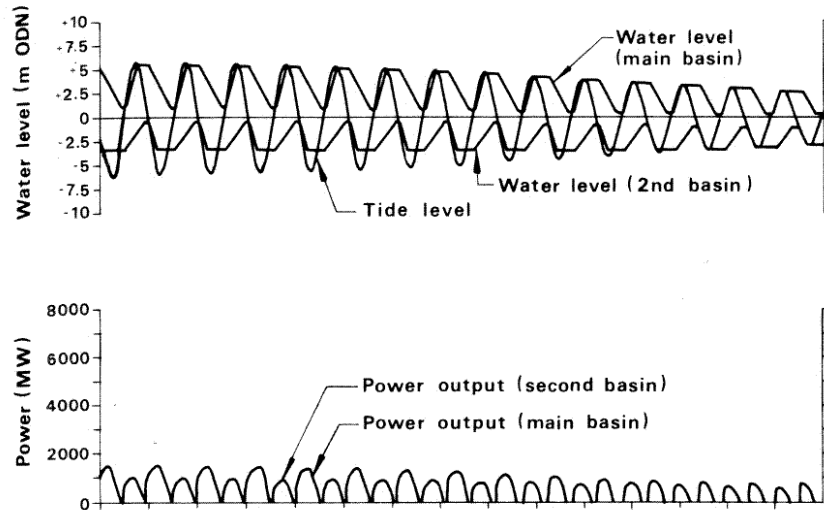 Water level (m ODN)
+10
+7.5
+5
+2.5
0
-2.5
-5
-7.5
-10
Water level
(main basin)
Water level (2nd basin)
Tide level
Power (MW)
8000
6000
4000
2000
0
Power output (second basin)
Power output (main basin)